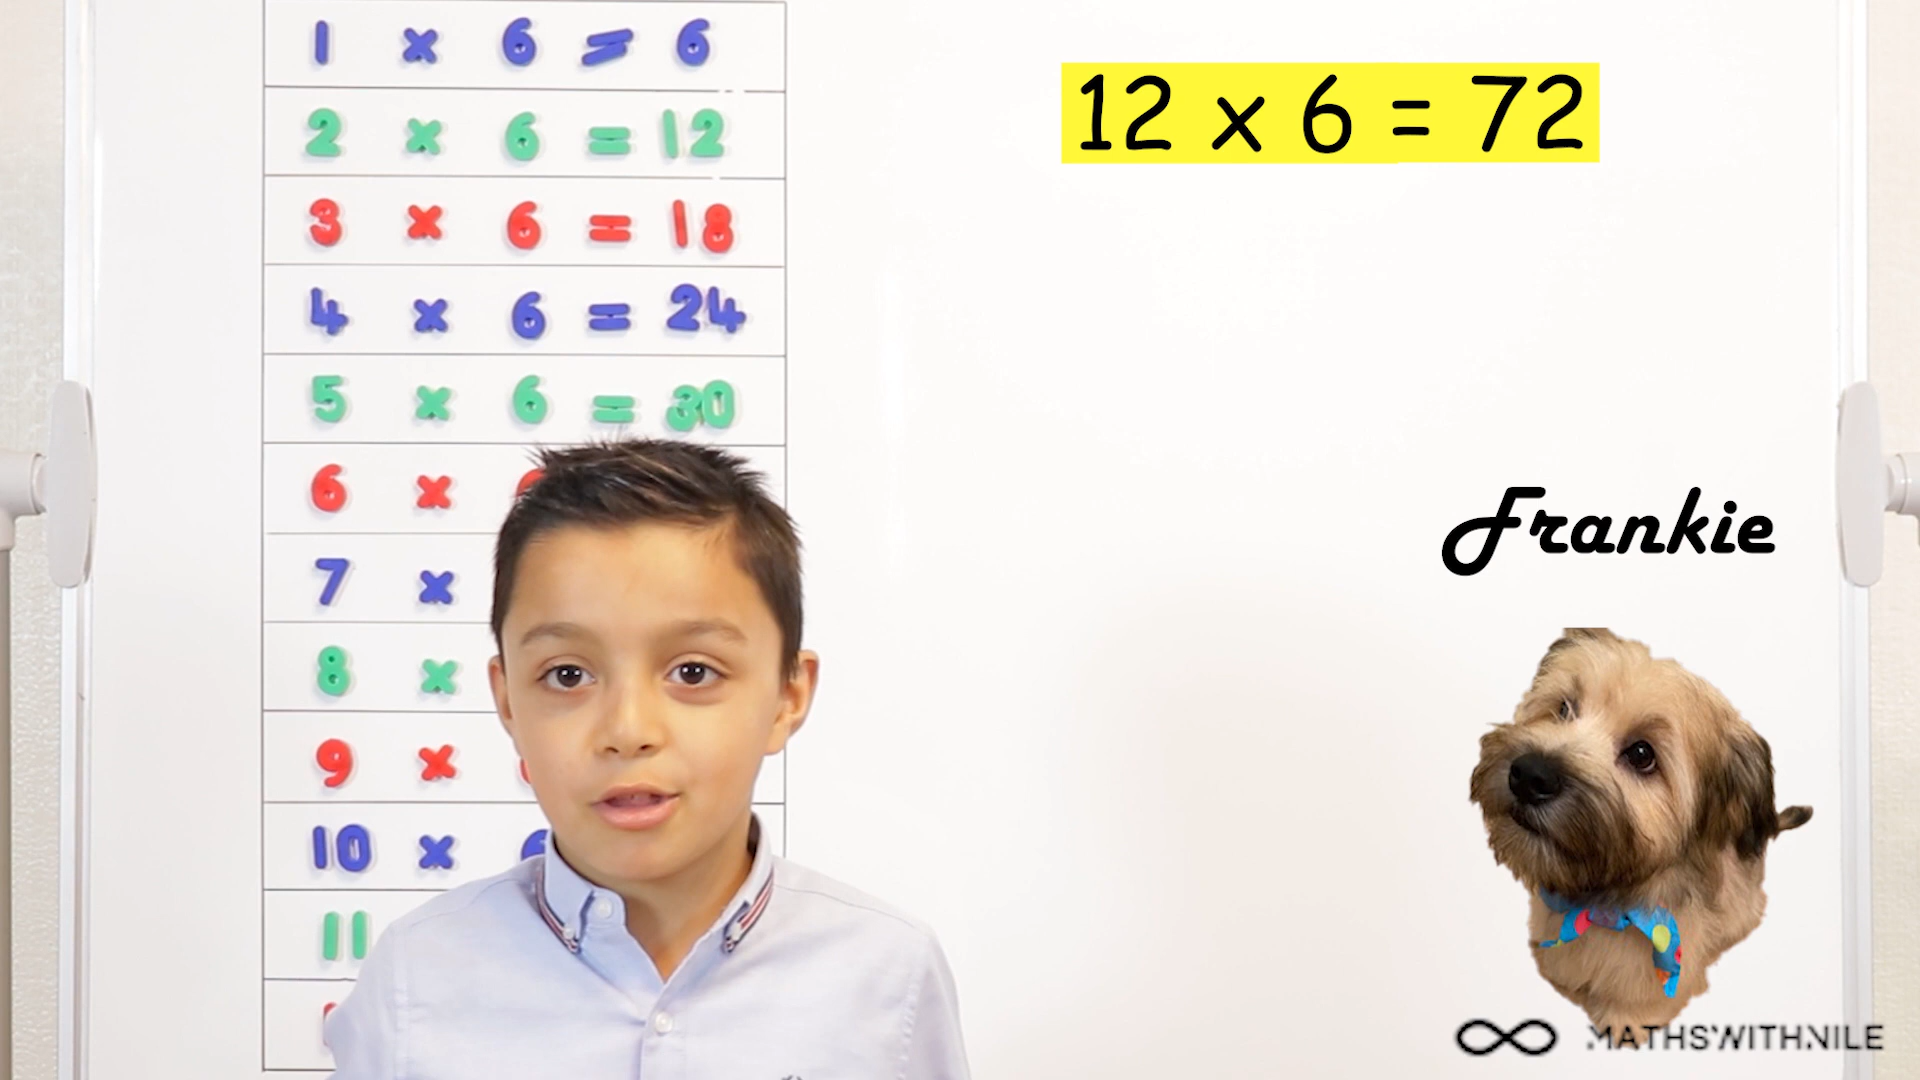 1 x 6 = 6
2 x 6 = 12
3 x 6 = 18
4 x 6 = 24
5 x 6 = 30
6 x
7 x
8 x
9 x
10 x 6
11
12 x 6 = 72
Frankie
MATHSWITHNILE